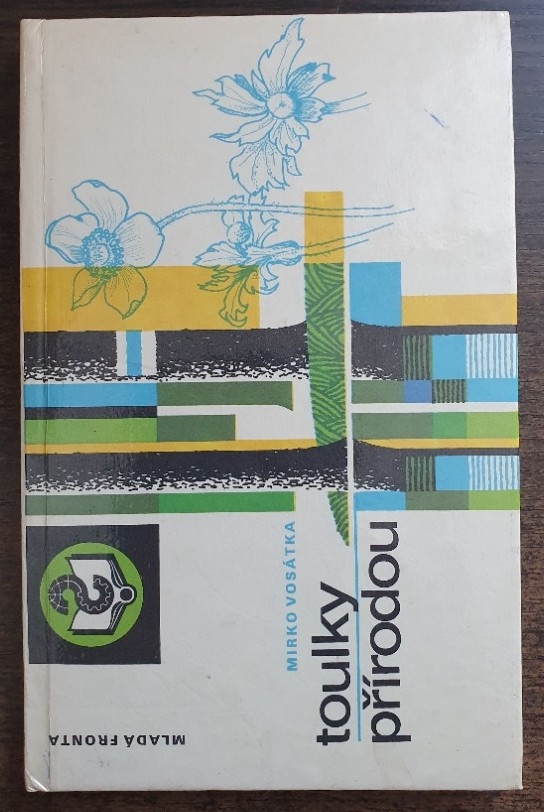 MIRKO VOSÁTKA
toulky
přírodou
MLADÁ FRONTA